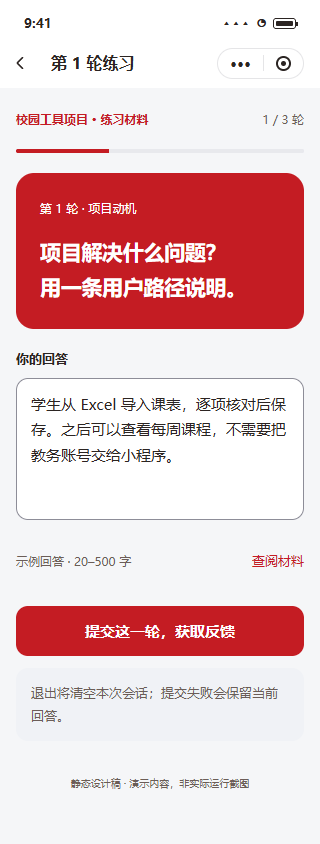 9:41
第 1 轮练习
校园工具项目 • 练习材料
1 / 3 轮
第 1 轮 · 项目动机
项目解决什么问题?
用一条用户路径说明。
你的回答
学生从 Excel 导入课表，逐项核对后保
存。之后可以查看每周课程，不需要把
教务账号交给小程序。
示例回答 · 20–500 字
查阅材料
提交这一轮，获取反馈
退出将清空本次会话；提交失败会保留当前
回答。
静态设计稿 · 演示内容，非实际运行截图